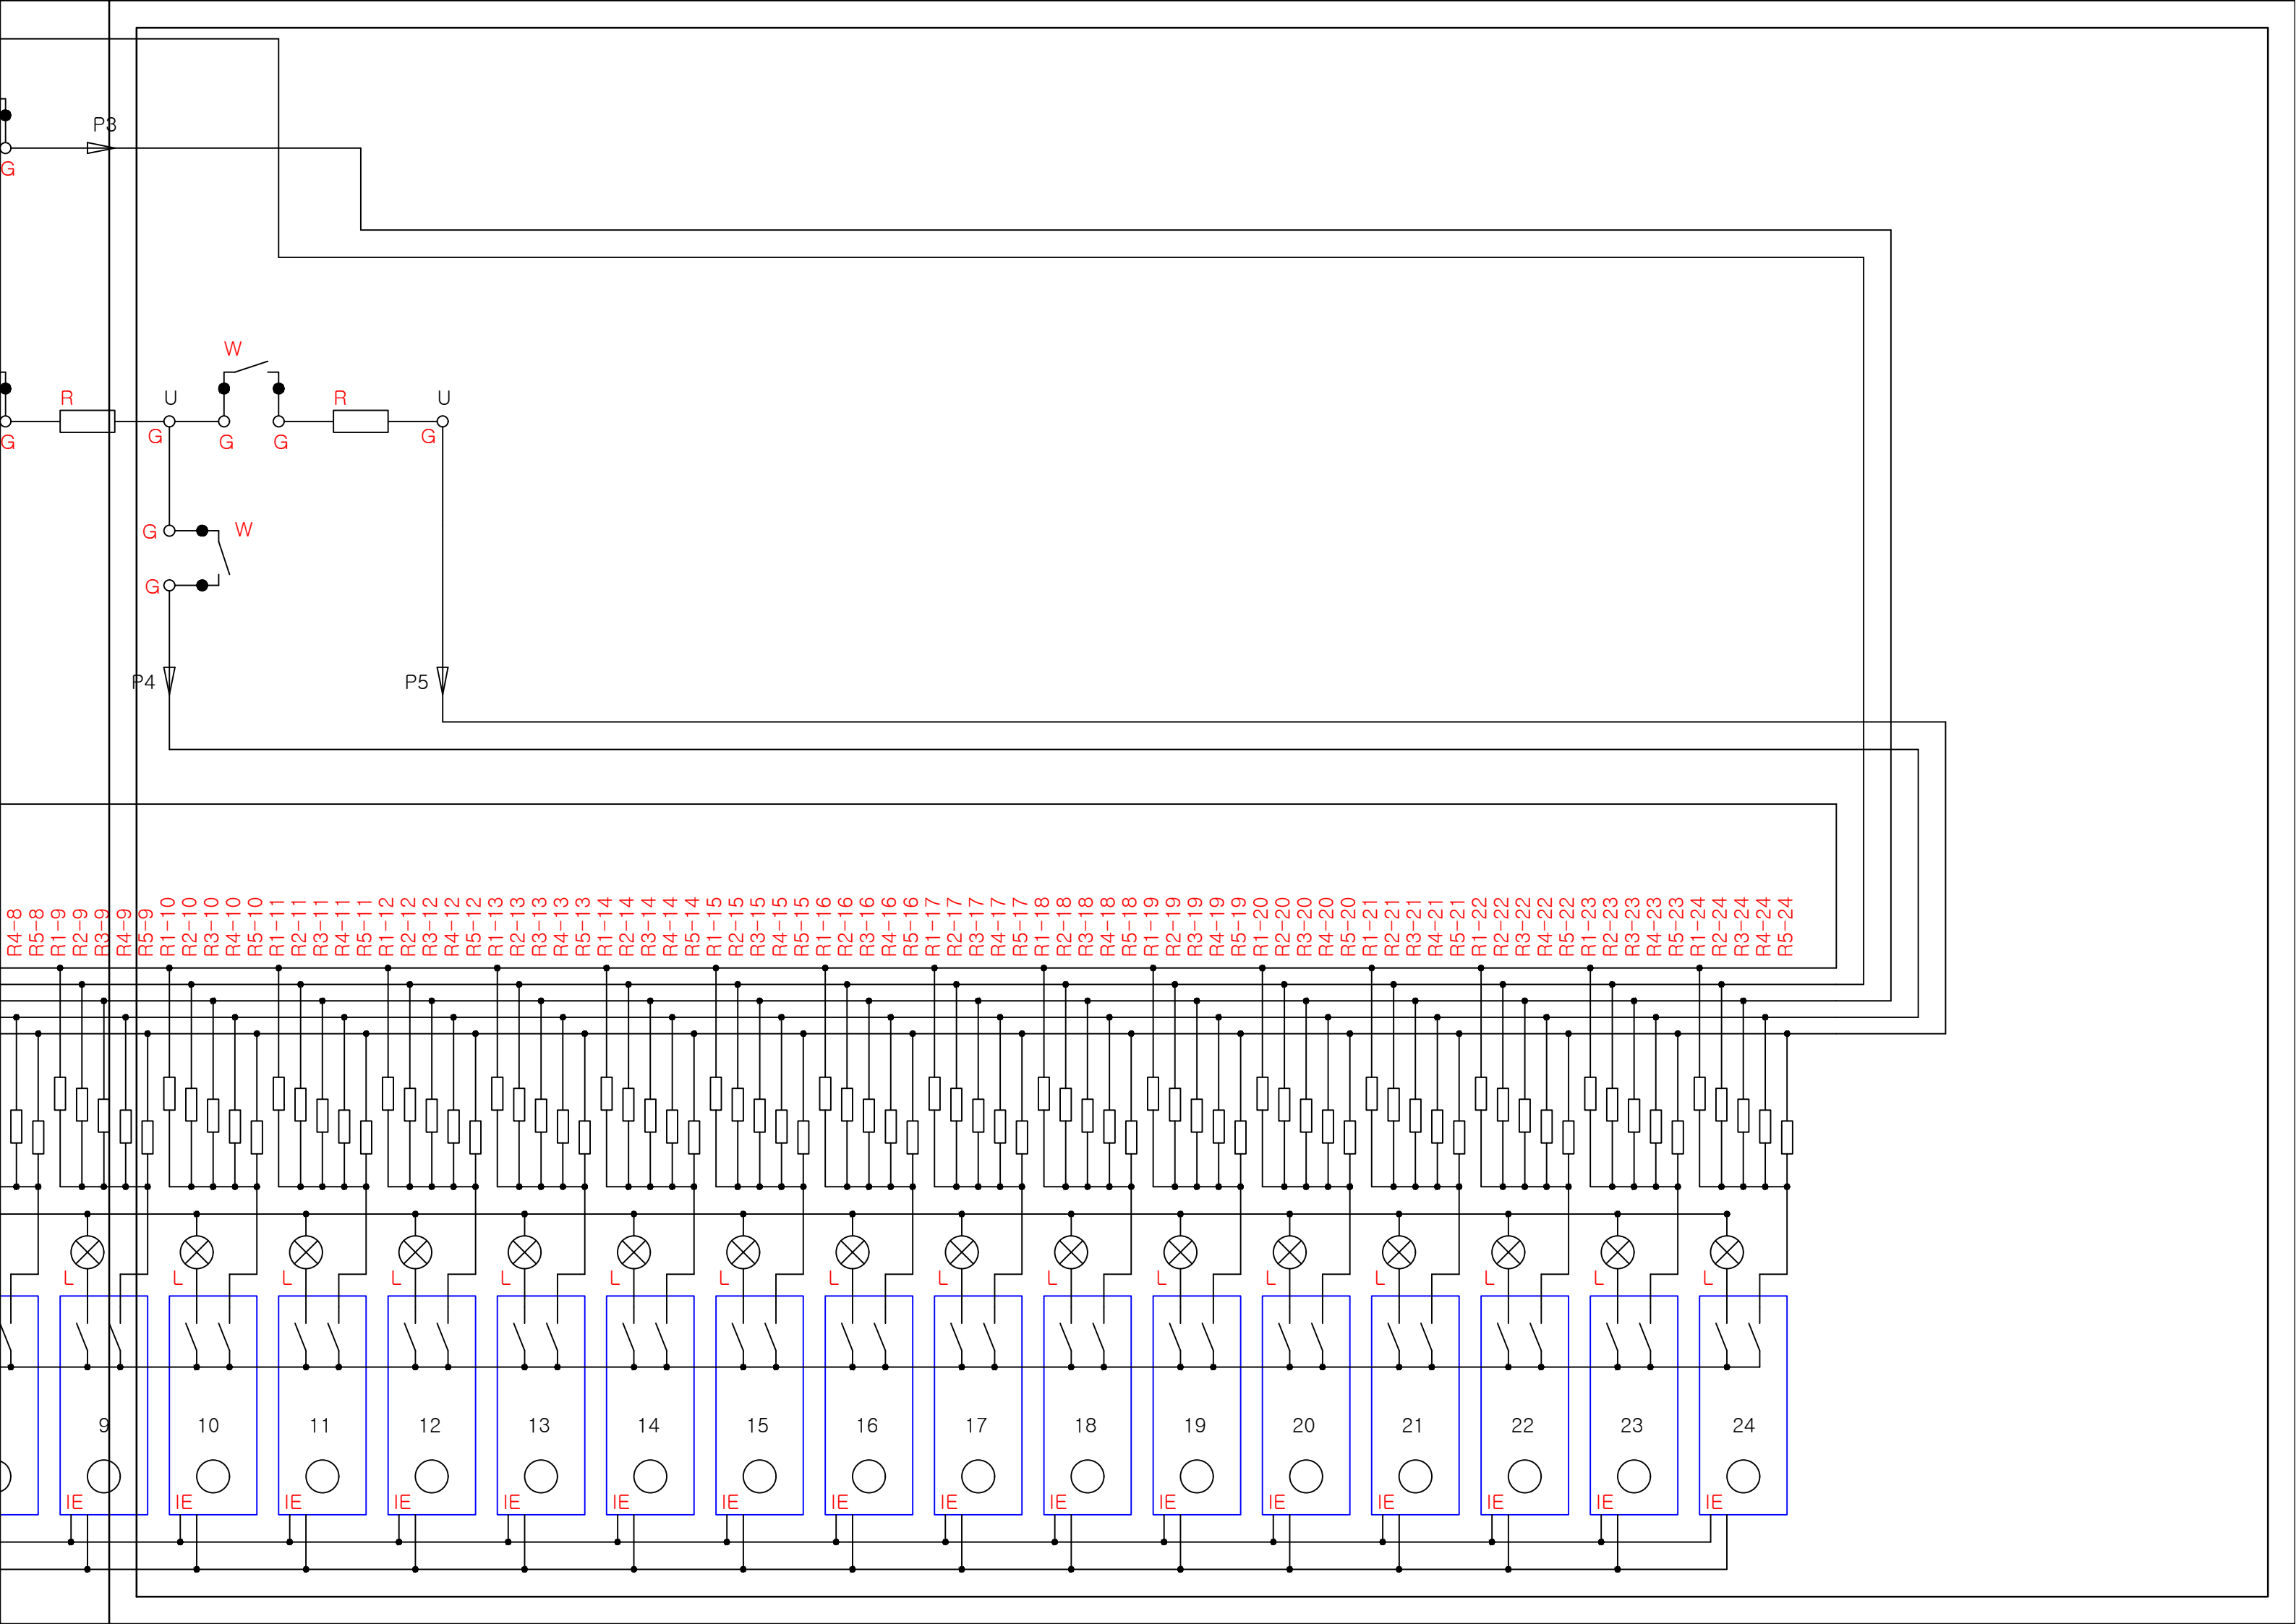 P3
G
W
R U R U
G G G G G
G W
G
P4 P5
R4-8 R5-8 R1-9 R2-9 R3-9 R4-9 R5-9 R1-10 R2-10 R3-10 R4-10 R5-10 R1-11 R2-11 R3-11 R4-11 R5-11 R1-12 R2-12 R3-12 R4-12 R5-12 R1-13 R2-13 R3-13 R4-13 R5-13 R1-14 R2-14 R3-14 R4-14 R5-14 R1-15 R2-15 R3-15 R4-15 R5-15 R1-16 R2-16 R3-16 R4-16 R5-16 R1-17 R2-17 R3-17 R4-17 R5-17 R1-18 R2-18 R3-18 R4-18 R5-18 R1-19 R2-19 R3-19 R4-19 R5-19 R1-20 R2-20 R3-20 R4-20 R5-20 R1-21 R2-21 R3-21 R4-21 R5-21 R1-22 R2-22 R3-22 R4-22 R5-22 R1-23 R2-23 R3-23 R4-23 R5-23 R1-24 R2-24 R3-24 R4-24 R5-24
L L L L L L L L L L L L L L L L
9 10 11 12 13 14 15 16 17 18 19 20 21 22 23 24
IE IE IE IE IE IE IE IE IE IE IE IE IE IE IE IE